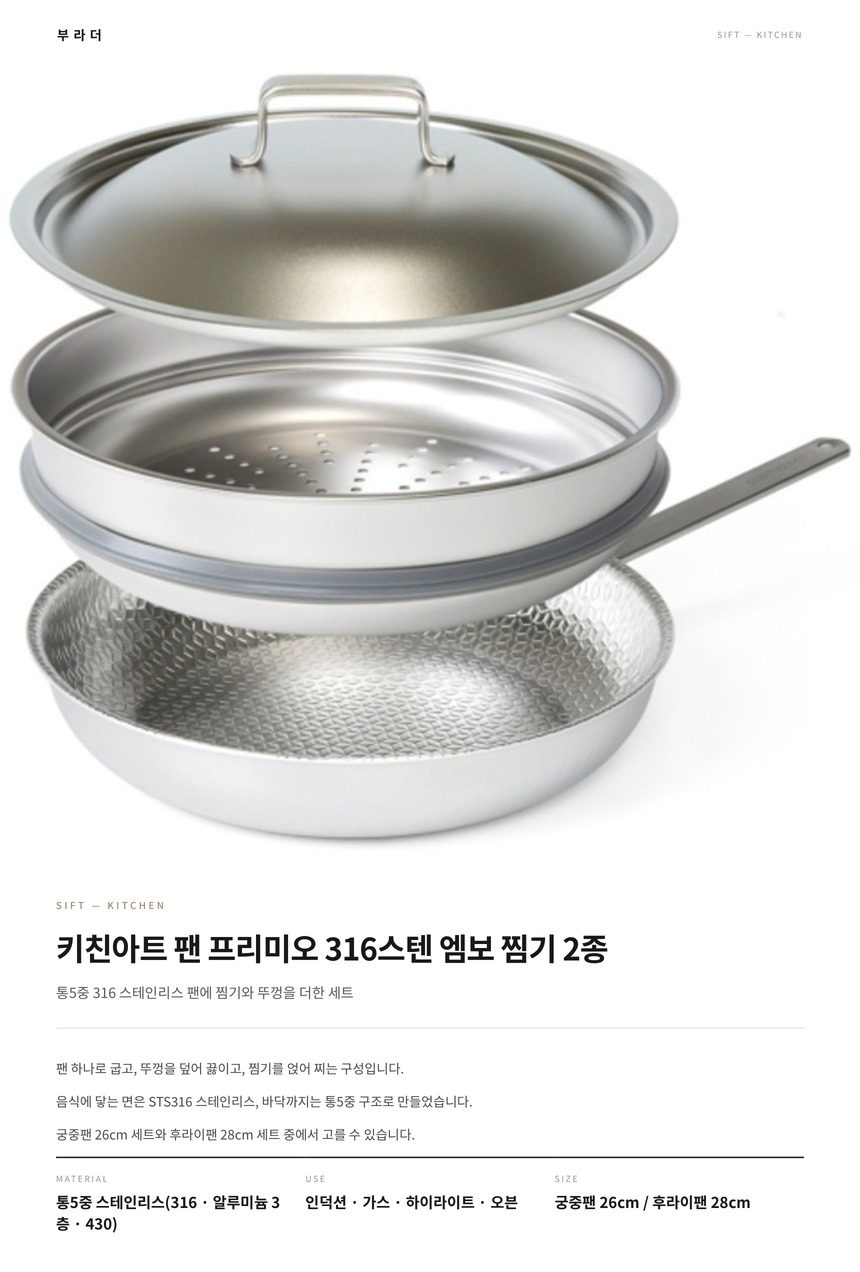 부라더
SIFT — KITCHEN
SIFT — KITCHEN
키친아트 팬 프리미오 316스텐 엠보 찜기 2종
통5중 316 스테인리스 팬에 찜기와 뚜껑을 더한 세트
팬 하나로 굽고, 뚜껑을 덮어 끓이고, 찜기를 얹어 찌는 구성입니다.
음식에 닿는 면은 STS316 스테인리스, 바닥까지는 통5중 구조로 만들었습니다.
궁중팬 26cm 세트와 후라이팬 28cm 세트 중에서 고를 수 있습니다.
MATERIAL
통5중 스테인리스(316 · 알루미늄 3
층 · 430)
USE
인덕션 · 가스 · 하이라이트 · 오븐
SIZE
궁중팬 26cm / 후라이팬 28cm